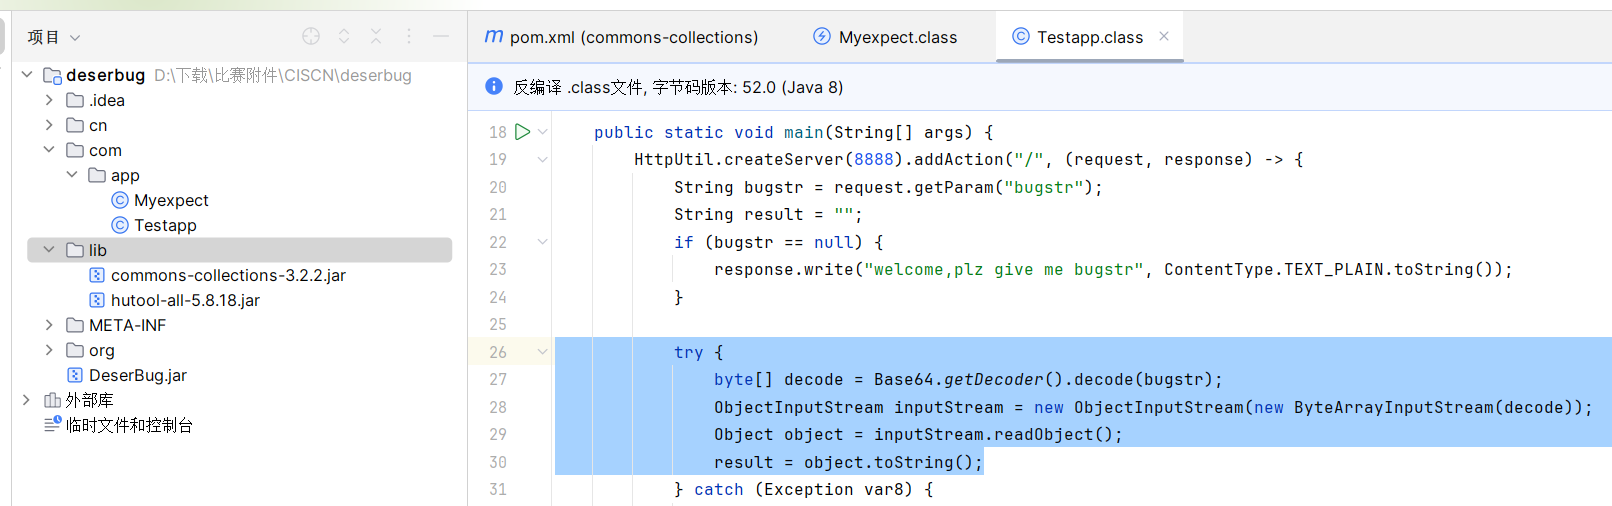 项目
deserbug D:\下载\比赛附件\CISCN\deserbug
.idea
cn
com
app
Myexpect
Testapp
lib
commons-collections-3.2.2.jar
hutool-all-5.8.18.jar
META-INF
org
DeserBug.jar
外部库
临时文件和控制台
m pom.xml (commons-collections)
Myexpect.class
Testapp.class
反编译 .class文件, 字节码版本: 52.0 (Java 8)
18 public static void main(String[] args) {
19 HttpUtil.createServer(8888).addAction("/", (request, response) -> {
20 String bugstr = request.getParam("bugstr");
21 String result = "";
22 if (bugstr == null) {
23 response.write("welcome,plz give me bugstr", ContentType.TEXT_PLAIN.toString());
24 }
25
26 try {
27 byte[] decode = Base64.getDecoder().decode(bugstr);
28 ObjectInputStream inputStream = new ObjectInputStream(new ByteArrayInputStream(decode));
29 Object object = inputStream.readObject();
30 result = object.toString();
31 } catch (Exception var8) {